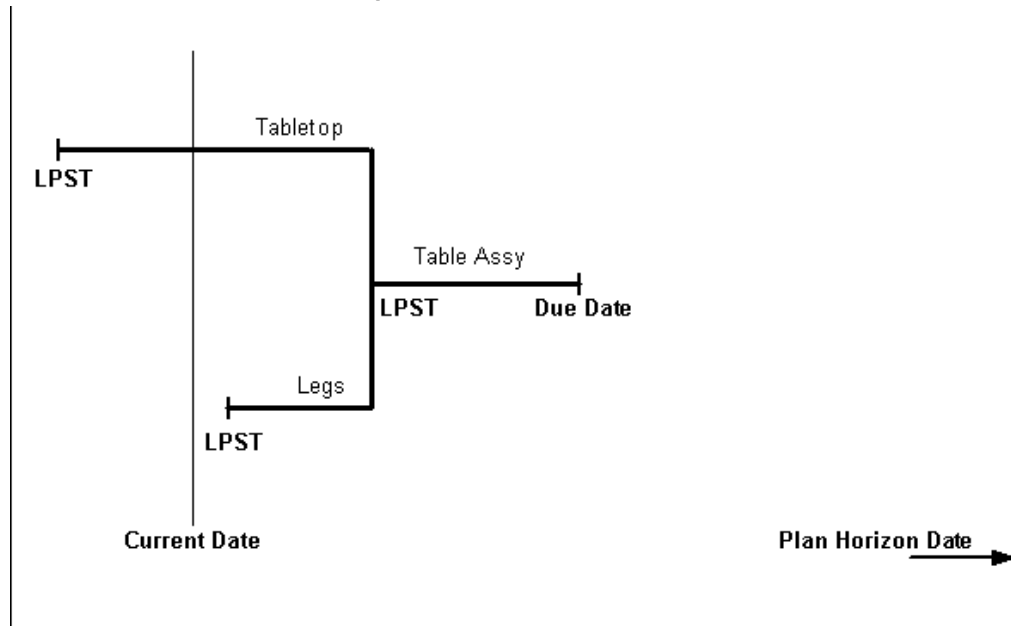 Tabletop
LPST
Table Assy
LPST
Due Date
Legs
LPST
Current Date
Plan Horizon Date